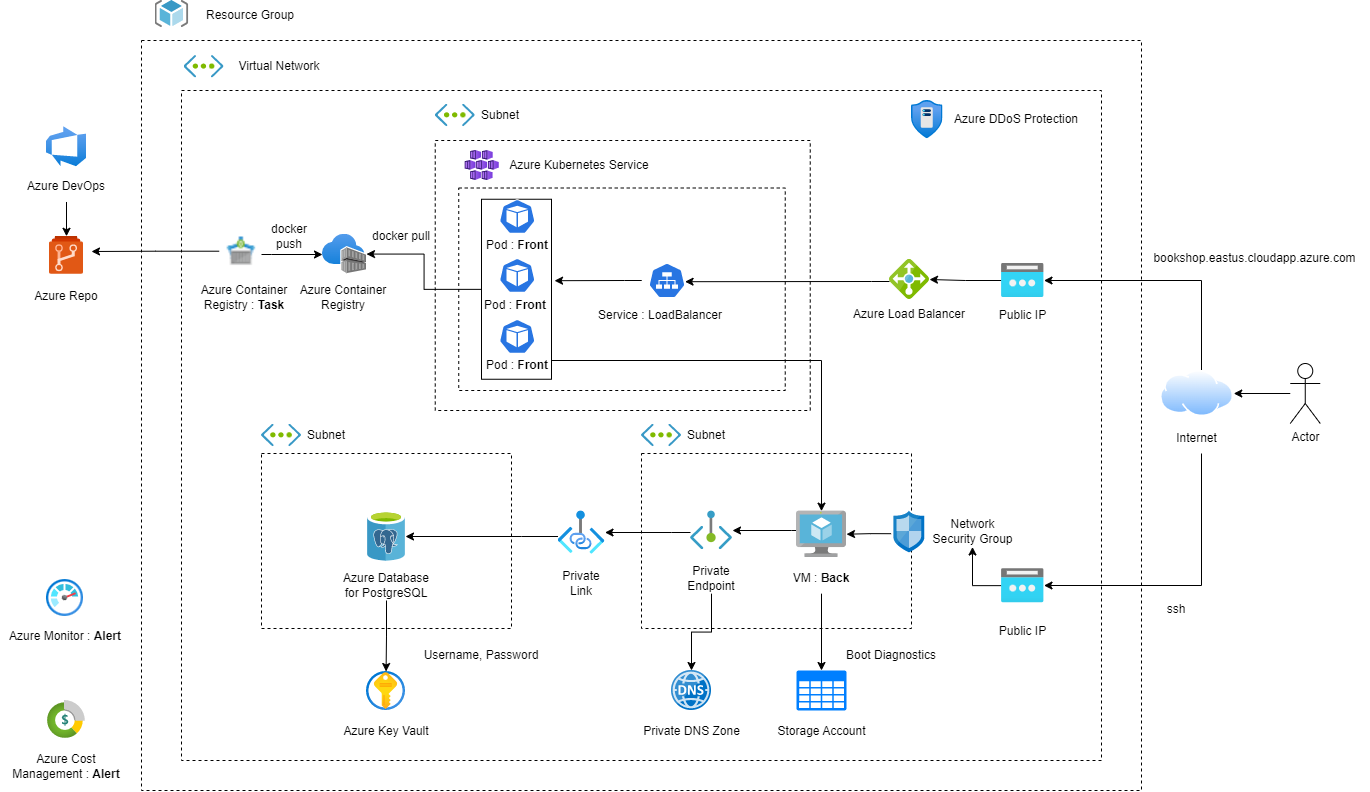 Resource Group
Virtual Network
Subnet
Azure DDoS Protection
Azure Kubernetes Service
Azure DevOps
Azure Repo
docker
push
docker pull
Azure Container
Registry : Task
Azure Container
Registry
Pod : Front
Pod : Front
Pod : Front
Service : LoadBalancer
Azure Load Balancer
Public IP
bookshop.eastus.cloudapp.azure.com
Internet
Actor
Subnet
Subnet
Azure Database
for PostgreSQL
Private
Link
Private
Endpoint
VM : Back
Network
Security Group
Public IP
ssh
Username, Password
Boot Diagnostics
Azure Key Vault
DNS
Private DNS Zone
Storage Account
Azure Monitor : Alert
$
Azure Cost
Management : Alert